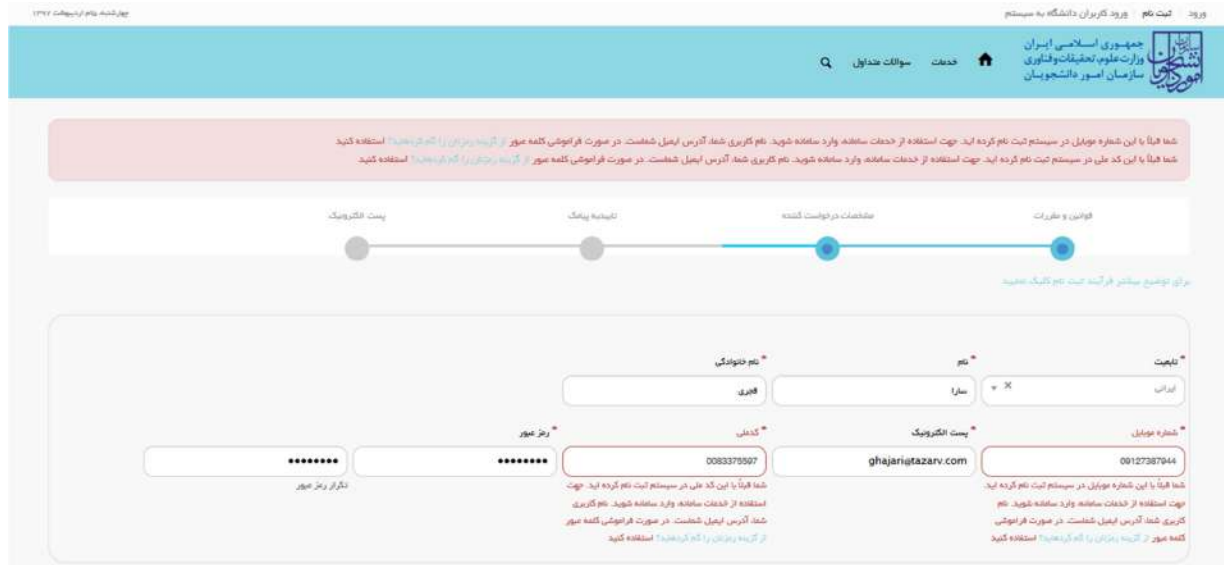 ورود ثبت نام ورود کاربران دانشگاه به سیستم
چهارشنبه، پنجم اردیبهشت ۱۳۹۷
جمهوری اسلامی ایران
وزارت علوم، تحقیقات و فناوری
سازمان امور دانشجویان
خدمات سوالات متداول
شما قبلاً با این شماره موبایل در سیستم ثبت نام کرده اید. جهت استفاده از خدمات سامانه، وارد سامانه شوید. نام کاربری شما، آدرس ایمیل شماست. در صورت فراموشی کلمه عبور از گزینه رمزتان را گم کرده‌اید؟ استفاده کنید
شما قبلاً با این کد ملی در سیستم ثبت نام کرده اید. جهت استفاده از خدمات سامانه، وارد سامانه شوید. نام کاربری شما، آدرس ایمیل شماست. در صورت فراموشی کلمه عبور از گزینه رمزتان را گم کرده‌اید؟ استفاده کنید
قوانین و مقررات مشخصات درخواست کننده تاییدیه پیامک پست الکترونیک
برای توضیح بیشتر فرآیند ثبت نام کلیک نمایید
* تابعیت * نام * نام خانوادگی
ایرانی سارا قجری
* شماره موبایل * پست الکترونیک * کدملی * رمز عبور
09127387944 ghajari@tazarv.com 0083375597
تکرار رمز عبور
شما قبلاً با این شماره موبایل در سیستم ثبت نام کرده اید.
جهت استفاده از خدمات سامانه، وارد سامانه شوید. نام
کاربری شما، آدرس ایمیل شماست. در صورت فراموشی
کلمه عبور از گزینه رمزتان را گم کرده‌اید؟ استفاده کنید
شما قبلاً با این کد ملی در سیستم ثبت نام کرده اید. جهت
استفاده از خدمات سامانه، وارد سامانه شوید. نام کاربری
شما، آدرس ایمیل شماست. در صورت فراموشی کلمه عبور
از گزینه رمزتان را گم کرده‌اید؟ استفاده کنید